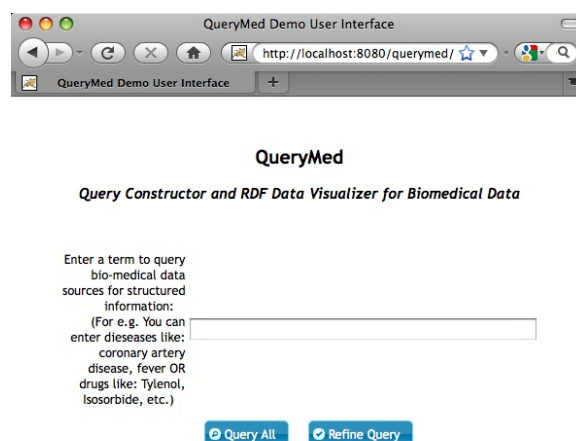 QueryMed Demo User Interface
http://localhost:8080/querymed/
QueryMed Demo User Interface
QueryMed
Query Constructor and RDF Data Visualizer for Biomedical Data
Enter a term to query
bio-medical data
sources for structured
information:
(For e.g. You can
enter dieseases like:
coronary artery
disease, fever OR
drugs like: Tylenol,
Isosorbide, etc.)
Query All Refine Query